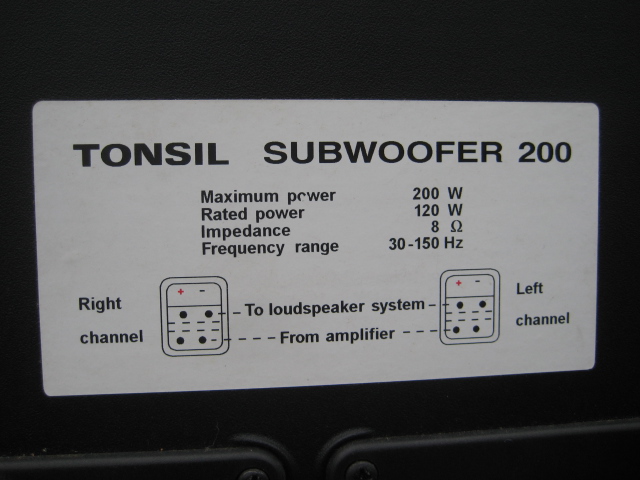 TONSIL SUBWOOFER 200
Maximum power 200 W
Rated power 120 W
Impedance 8 Ω
Frequency range 30-150 Hz
+ - + -
Right channel
To loudspeaker system
From amplifier
Left channel